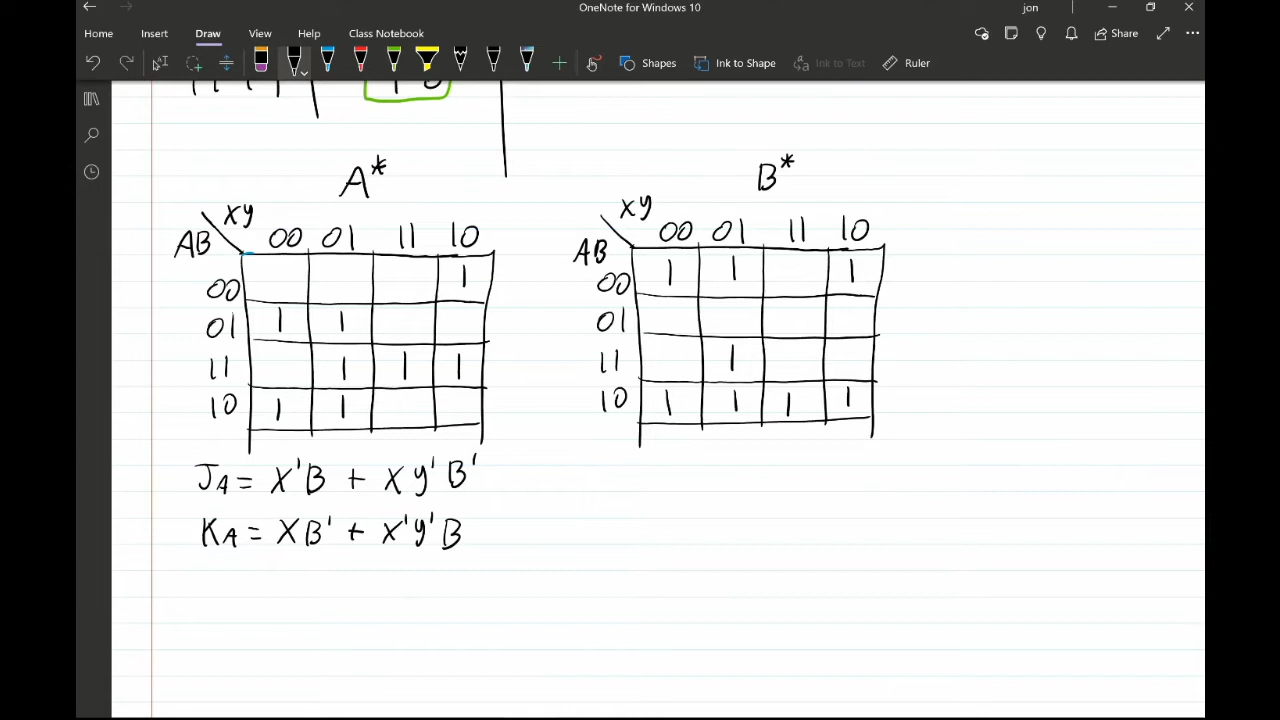 OneNote for Windows 10
jon
Home Insert Draw View Help Class Notebook
Share
Shapes Ink to Shape Ink to Text Ruler
A*
B*
XY
AB 00 01 11 10
00 1
01 1 1
11 1 1 1
10 1 1
XY
AB 00 01 11 10
00 1 1 1
01
11 1
10 1 1 1 1
JA = X'B + XY'B'
KA = XB' + X'Y'B